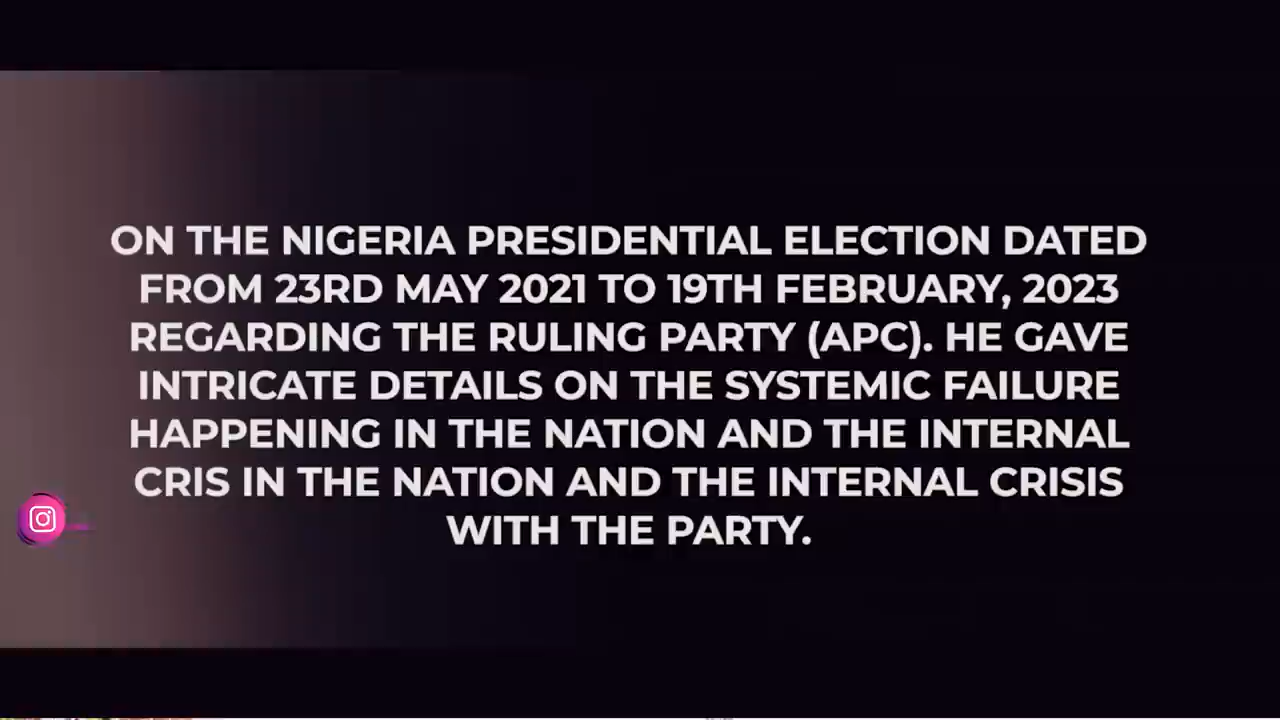 ON THE NIGERIA PRESIDENTIAL ELECTION DATED
FROM 23RD MAY 2021 TO 19TH FEBRUARY, 2023
REGARDING THE RULING PARTY (APC). HE GAVE
INTRICATE DETAILS ON THE SYSTEMIC FAILURE
HAPPENING IN THE NATION AND THE INTERNAL
CRIS IN THE NATION AND THE INTERNAL CRISIS
WITH THE PARTY.